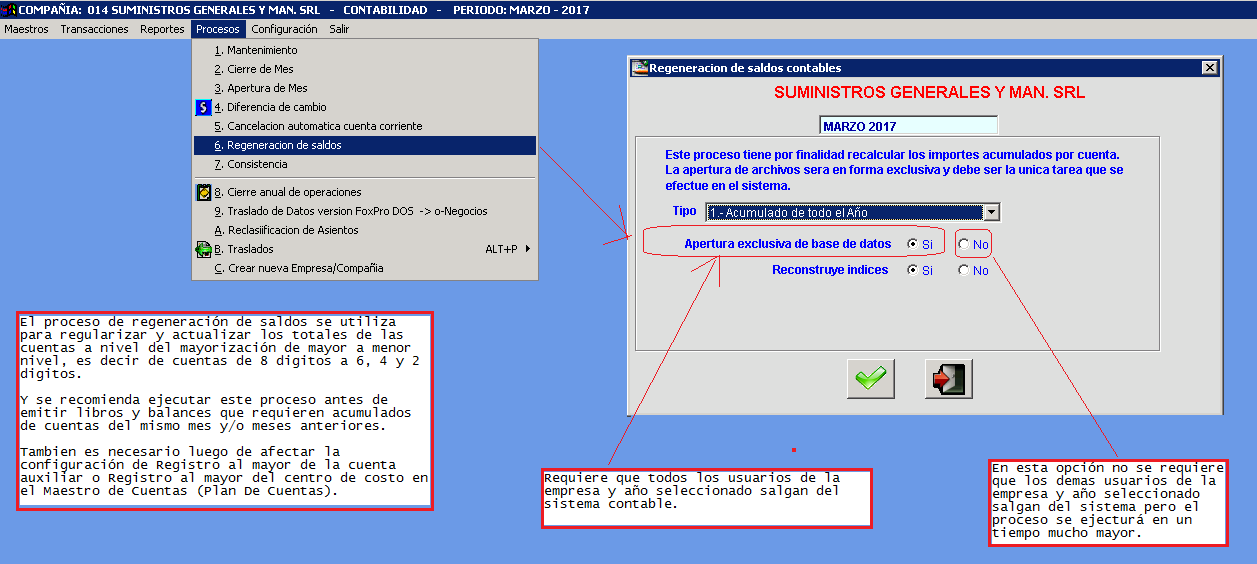 COMPAÑIA: 014 SUMINISTROS GENERALES Y MAN. SRL - CONTABILIDAD - PERIODO: MARZO - 2017
Maestros Transacciones Reportes Procesos Configuración Salir
1. Mantenimiento
2. Cierre de Mes
3. Apertura de Mes
4. Diferencia de cambio
5. Cancelacion automatica cuenta corriente
6. Regeneracion de saldos
7. Consistencia
8. Cierre anual de operaciones
9. Traslado de Datos version FoxPro DOS -> o-Negocios
A. Reclasiificacion de Asientos
B. Traslados ALT+P
C. Crear nueva Empresa/Compañia
Regeneracion de saldos contables
SUMINISTROS GENERALES Y MAN. SRL
MARZO 2017
Este proceso tiene por finalidad recalcular los importes acumulados por cuenta.
La apertura de archivos sera en forma exclusiva y debe ser la unica tarea que se
efectue en el sistema.
Tipo 1.- Acumulado de todo el Año
Apertura exclusiva de base de datos Si No
Reconstruye indices Si No
El proceso de regeneración de saldos se utiliza
para regularizar y actualizar los totales de las
cuentas a nivel del mayorización de mayor a menor
nivel, es decir de cuentas de 8 digitos a 6, 4 y 2
digitos.
Y se recomienda ejecutar este proceso antes de
emitir libros y balances que requieren acumulados
de cuentas del mismo mes y/o meses anteriores.
Tambien es necesario luego de afectar la
configuración de Registro al mayor de la cuenta
auxiliar o Registro al mayor del centro de costo en
el Maestro de Cuentas (Plan De Cuentas).
Requiere que todos los usuarios de la
empresa y año seleccionado salgan del
sistema contable.
En esta opción no se requiere
que los demas usuarios de la
empresa y año seleccionado
salgan del sistema pero el
proceso se ejecturá en un
tiempo mucho mayor.